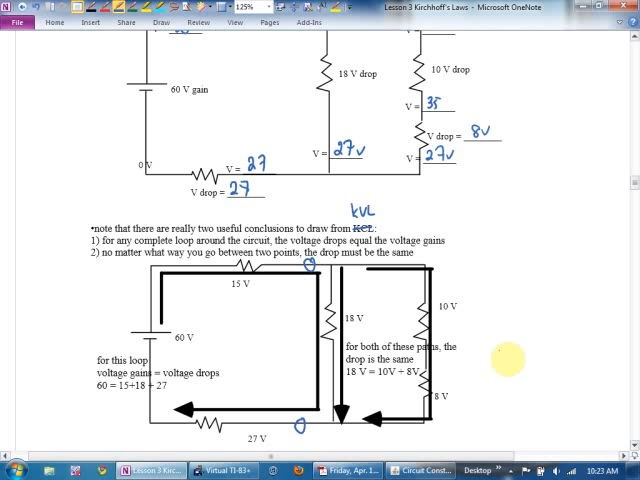 Lesson 3 Kirchhoff's Laws - Microsoft OneNote
125%
File Home Insert Share Draw Review View Page Setup Add-Ins
18 V drop
10 V drop
60 V gain
V = 35
V drop = 8v
V = 27v
V = 27v
0 V
V = 27
V drop = 27
KVL
•note that there are really two useful conclusions to draw from KCL:
1) for any complete loop around the circuit, the voltage drops equal the voltage gains
2) no matter what way you go between two points, the drop must be the same
15 V
10 V
18 V
60 V
for both of these paths, the
drop is the same
18 V = 10V + 8V
for this loop
voltage gains = voltage drops
60 = 15+18 + 27
8 V
27 V
Lesson 3 Kirc...
Virtual TI-83+
Friday, Apr. 1...
Circuit Const...
Desktop
10:23 AM